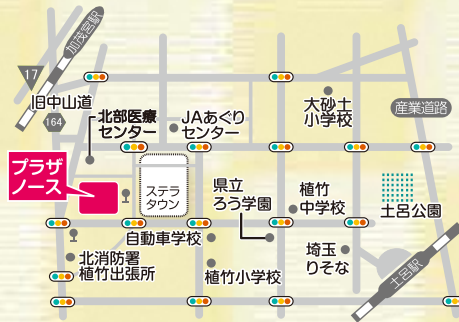 加茂宮駅
17
旧中山道
164
北部医療
センター
JAあぐり
センター
大砂土
小学校
産業道路
プラザ
ノース
ステラ
タウン
県立
ろう学園
植竹
中学校
土呂公園
自動車学校
北消防署
植竹出張所
植竹小学校
埼玉
りそな
土呂駅